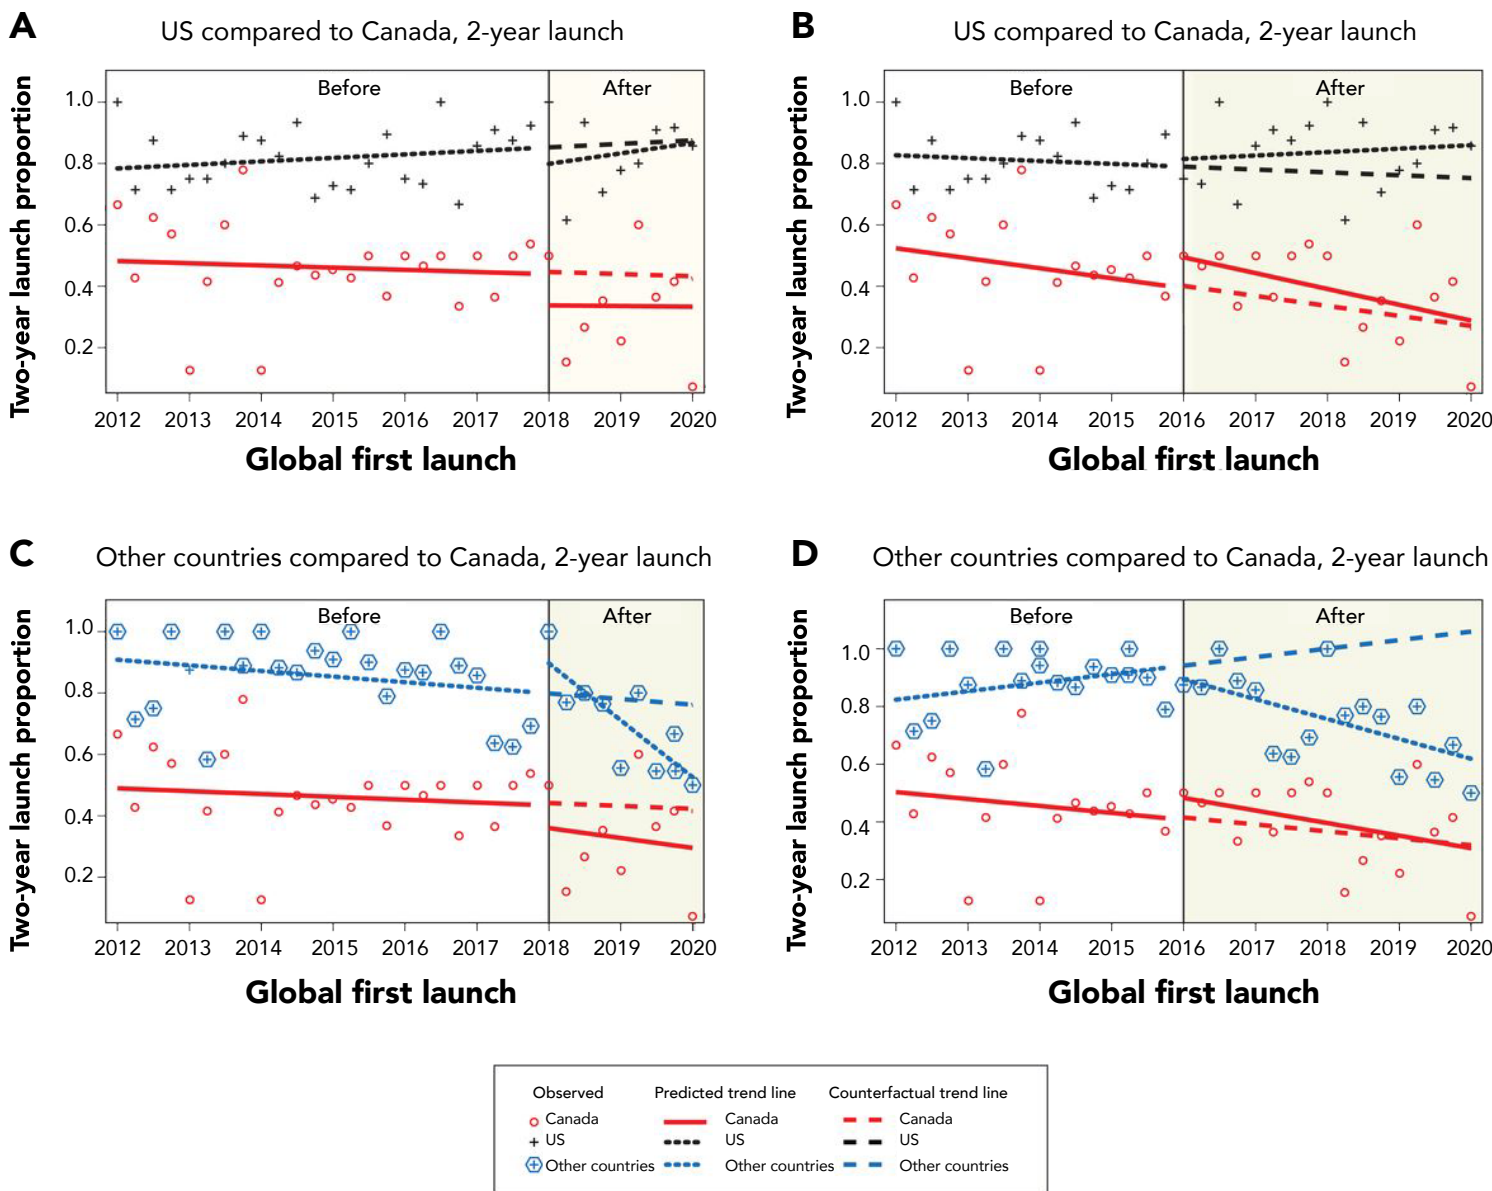 A
US compared to Canada, 2-year launch
Before
After
Two-year launch proportion
1.0
0.8
0.6
0.4
0.2
2012 2013 2014 2015 2016 2017 2018 2019 2020
Global first launch
B
US compared to Canada, 2-year launch
Before
After
Two-year launch proportion
1.0
0.8
0.6
0.4
0.2
2012 2013 2014 2015 2016 2017 2018 2019 2020
Global first launch
C
Other countries compared to Canada, 2-year launch
Before
After
Two-year launch proportion
1.0
0.8
0.6
0.4
0.2
2012 2013 2014 2015 2016 2017 2018 2019 2020
Global first launch
D
Other countries compared to Canada, 2-year launch
Before
After
Two-year launch proportion
1.0
0.8
0.6
0.4
0.2
2012 2013 2014 2015 2016 2017 2018 2019 2020
Global first launch
Observed Predicted trend line Counterfactual trend line
Canada Canada Canada
US US US
Other countries Other countries Other countries